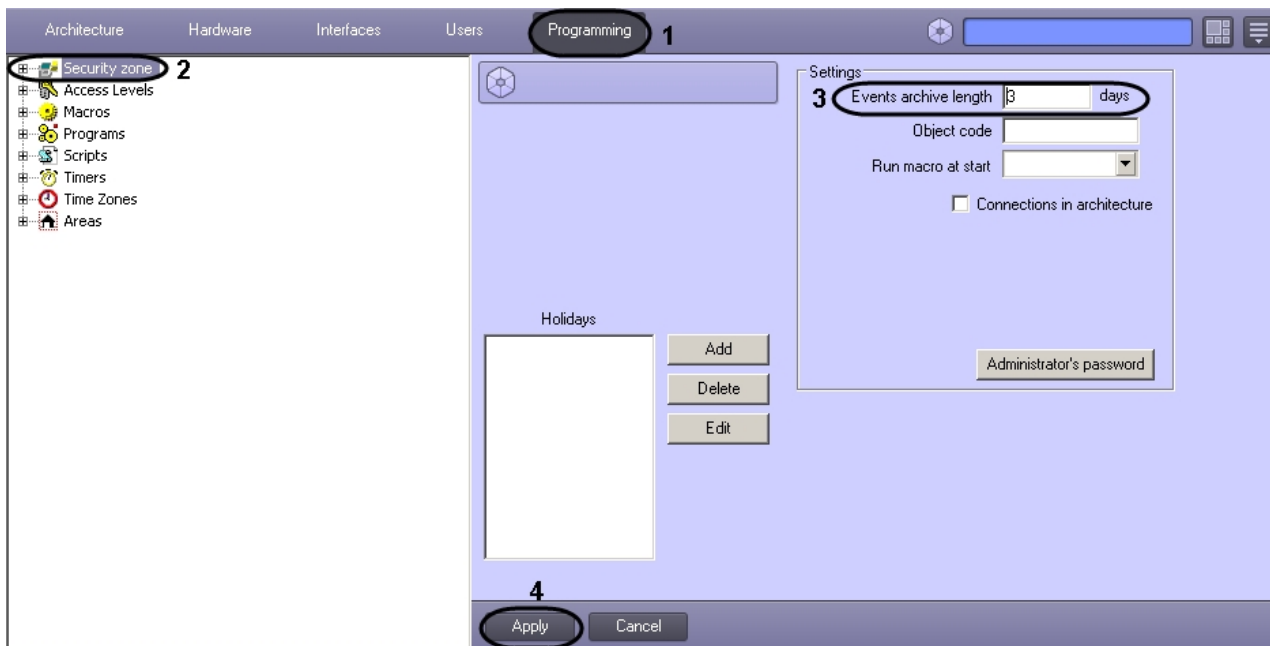 Architecture Hardware Interfaces Users Programming 1
Security zone 2
Access Levels
Macros
Programs
Scripts
Timers
Time Zones
Areas
Settings
3 Events archive length 3 days
Object code
Run macro at start
Connections in architecture
Administrator's password
Holidays
Add
Delete
Edit
4
Apply Cancel